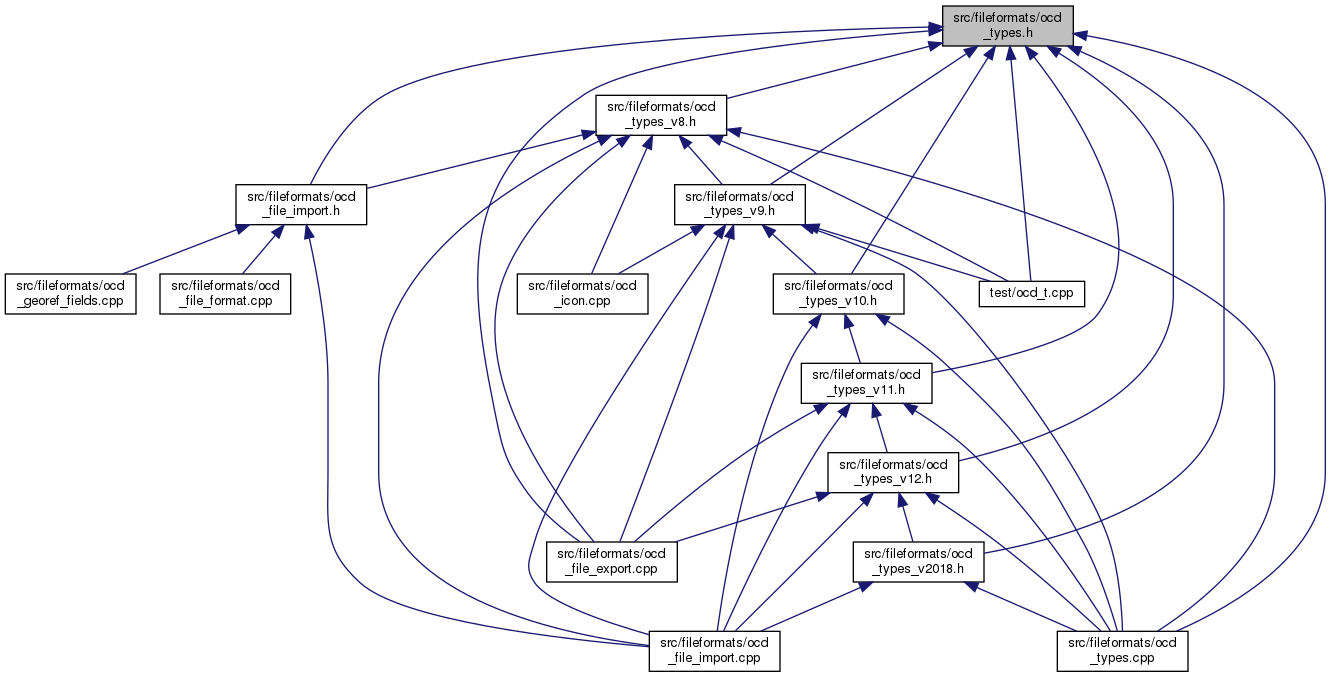 src/fileformats/ocd
_types.h
src/fileformats/ocd
_types_v8.h
src/fileformats/ocd
_file_import.h
src/fileformats/ocd
_types_v9.h
src/fileformats/ocd
_georef_fields.cpp
src/fileformats/ocd
_file_format.cpp
src/fileformats/ocd
_icon.cpp
src/fileformats/ocd
_types_v10.h
test/ocd_t.cpp
src/fileformats/ocd
_types_v11.h
src/fileformats/ocd
_types_v12.h
src/fileformats/ocd
_file_export.cpp
src/fileformats/ocd
_types_v2018.h
src/fileformats/ocd
_file_import.cpp
src/fileformats/ocd
_types.cpp